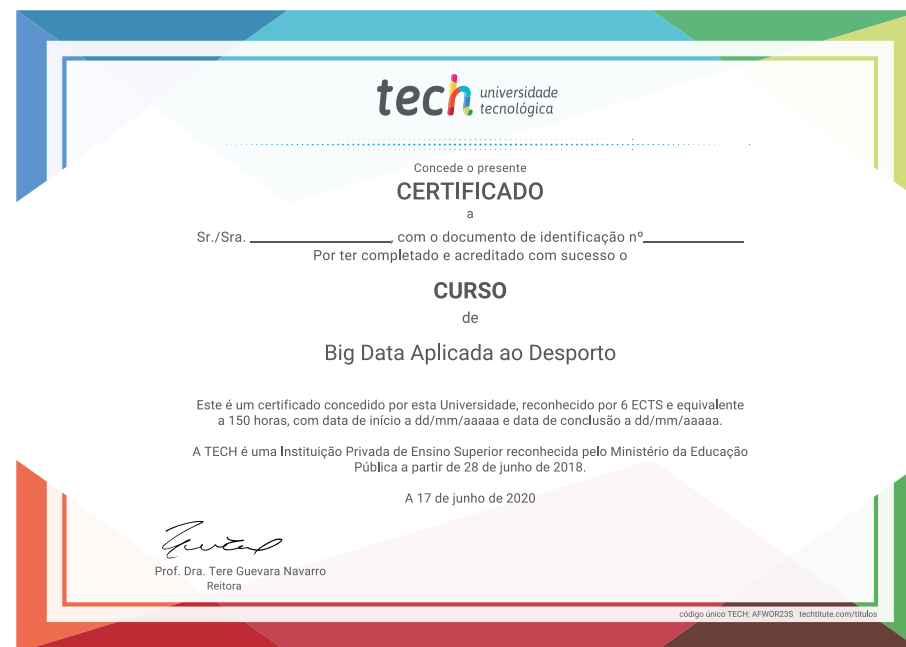 tech universidade
tecnológica
Concede o presente
CERTIFICADO
a
Sr./Sra. ____________________, com o documento de identificação nº______________
Por ter completado e acreditado com sucesso o
CURSO
de
Big Data Aplicada ao Desporto
Este é um certificado concedido por esta Universidade, reconhecido por 6 ECTS e equivalente
a 150 horas, com data de início a dd/mm/aaaaa e data de conclusão a dd/mm/aaaaa.
A TECH é uma Instituição Privada de Ensino Superior reconhecida pelo Ministério da Educação
Pública a partir de 28 de junho de 2018.
A 17 de junho de 2020
Prof. Dra. Tere Guevara Navarro
Reitora
código único TECH: AFWOR23S techtitute.com/titulos